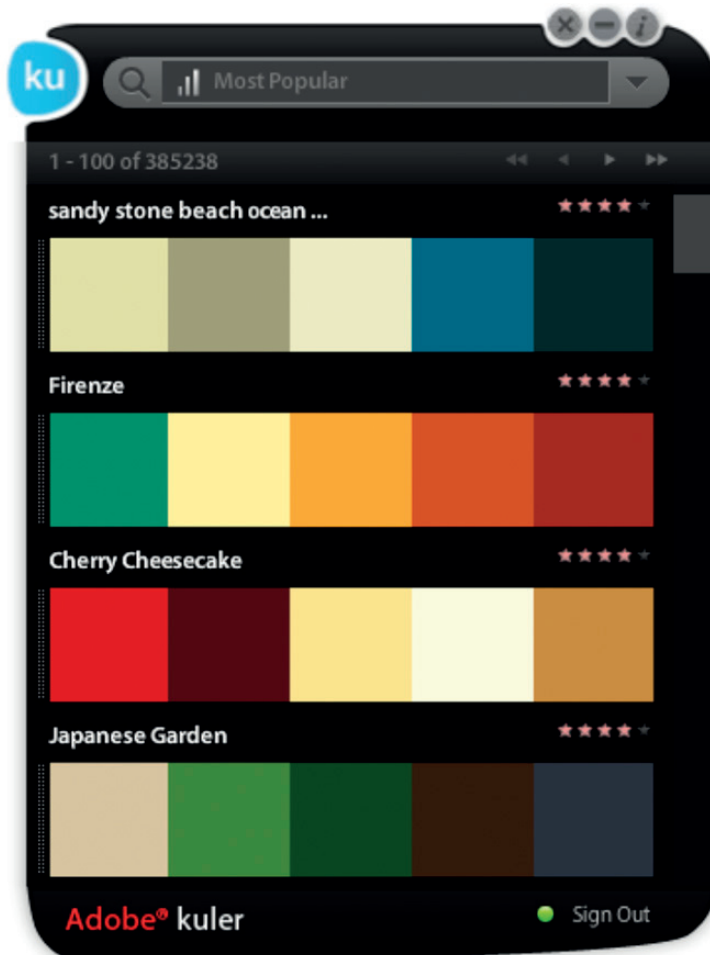 ku
Most Popular
1 - 100 of 385238
sandy stone beach ocean ...
Firenze
Cherry Cheesecake
Japanese Garden
Adobe® kuler
Sign Out